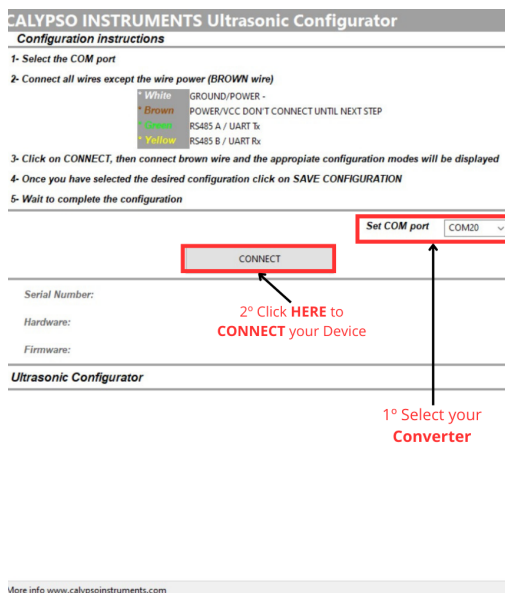 CALYPSO INSTRUMENTS Ultrasonic Configurator
Configuration instructions
1- Select the COM port
2- Connect all wires except the wire power (BROWN wire)
* White GROUND/POWER -
* Brown POWER/VCC DON'T CONNECT UNTIL NEXT STEP
* Green RS485 A / UART Tx
* Yellow RS485 B / UART Rx
3- Click on CONNECT, then connect brown wire and the appropiate configuration modes will be displayed
4- Once you have selected the desired configuration click on SAVE CONFIGURATION
5- Wait to complete the configuration
Set COM port COM20
CONNECT
2º Click HERE to
CONNECT your Device
Serial Number:
Hardware:
Firmware:
Ultrasonic Configurator
1º Select your
Converter
More info www.calypsoinstruments.com